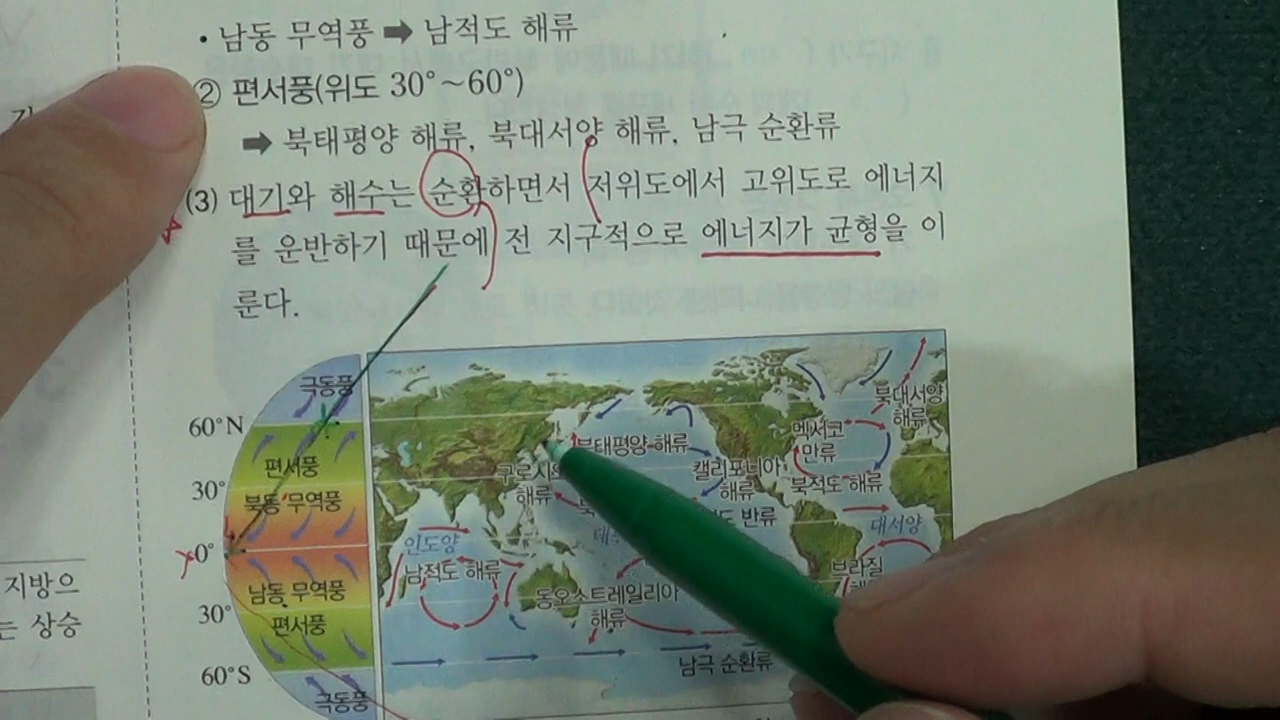 • 남동 무역풍 ➡ 남적도 해류
② 편서풍(위도 30°~60°)
➡ 북태평양 해류, 북대서양 해류, 남극 순환류
(3) 대기와 해수는 순환하면서 저위도에서 고위도로 에너지
를 운반하기 때문에 전 지구적으로 에너지가 균형을 이
룬다.
지방으
는 상승
극동풍
60°N
편서풍
30°
북동 무역풍
0°
남동 무역풍
30°
편서풍
60°S
극동풍
북대서양
해류
멕시코
만류
북태평양 해류
캘리포니아
해류
북적도 해류
해류
반류
대서양
인도양
남적도 해류
브라질
동오스트레일리아
해류
남극 순환류